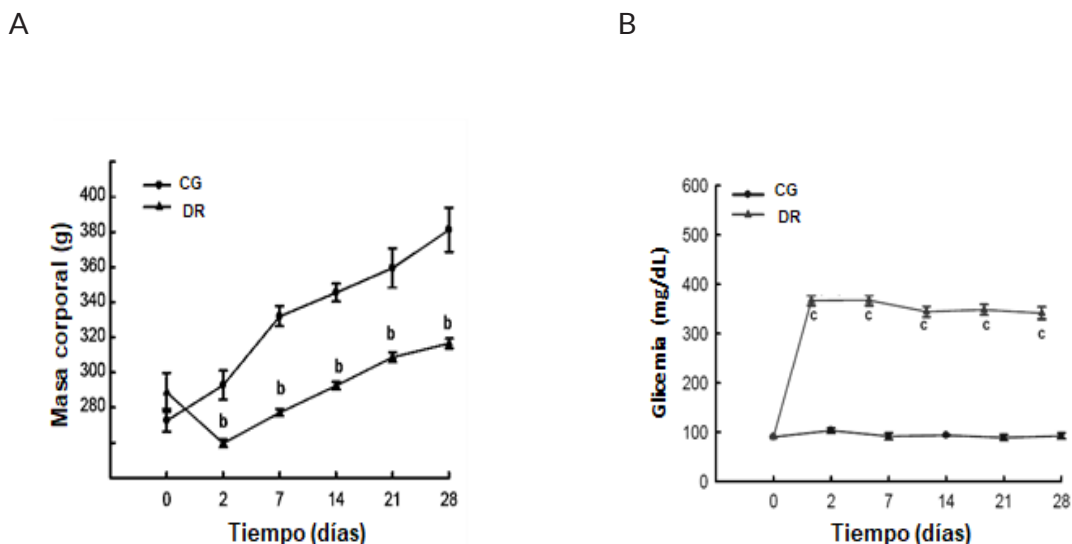 A
B
CG
DR
400
380
360
340
320
300
280
Masa corporal (g)
b
b
b
b
b
0 2 7 14 21 28
Tiempo (días)
CG
DR
600
500
400
300
200
100
0
Glicemia (mg/dL)
c c c c c
0 2 7 14 21 28
Tiempo (días)